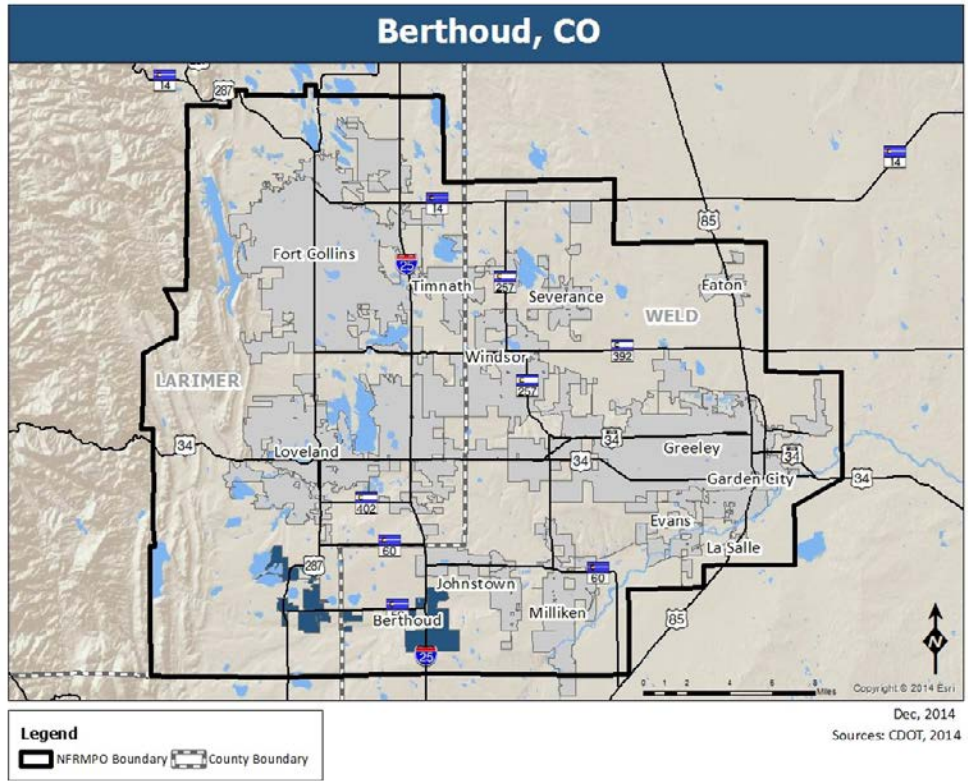 Berthoud, CO
14
287
14
14
85
Fort Collins
25
Timnath
257
Severance
Eaton
WELD
Windsor
392
LARIMER
257
34
Loveland
34
34
Greeley
34
Garden City
34
402
Evans
60
La Salle
287
Johnstown
60
Berthoud
Milliken
85
25
N
0 2 4 6 8
Miles
Copyright © 2014 Esri
Dec, 2014
Sources: CDOT, 2014
Legend
NFRMPO Boundary County Boundary